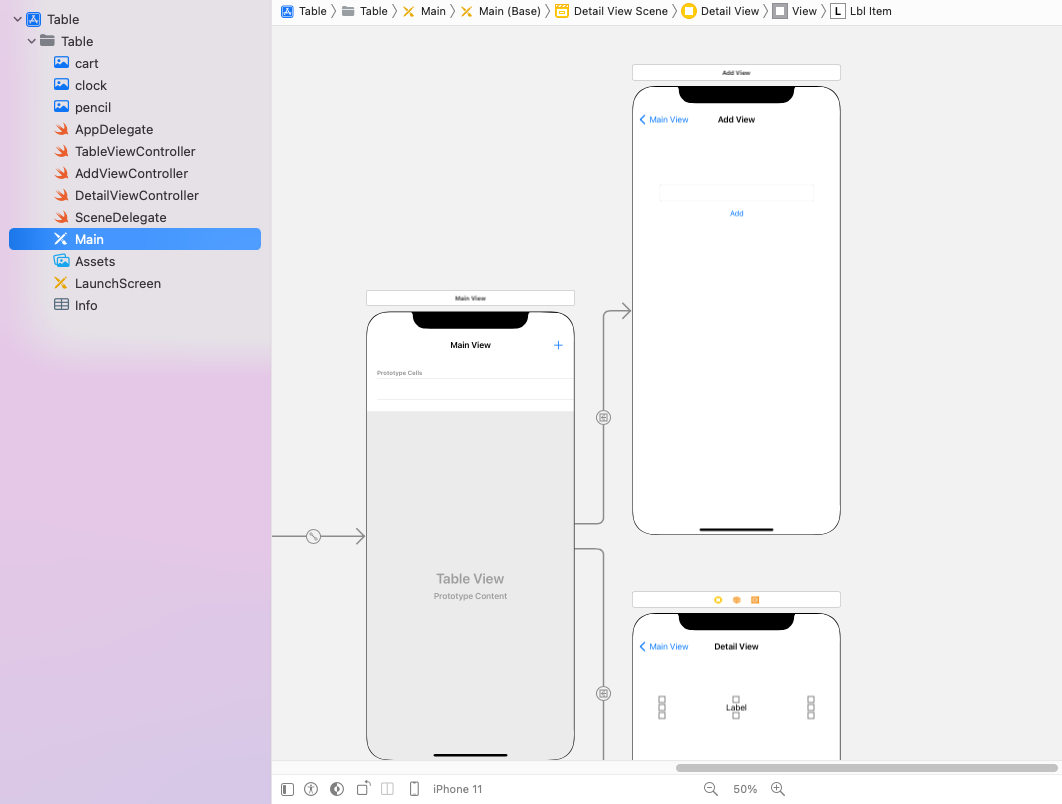 Table
Table
cart
clock
pencil
AppDelegate
TableViewController
AddViewController
DetailViewController
SceneDelegate
Main
Assets
LaunchScreen
Info
Table Table Main Main (Base) Detail View Scene Detail View View L Lbl Item
Add View
Main View Add View
Add
Main View
Main View +
Prototype Cells
Table View
Prototype Content
Main View Detail View
Label
iPhone 11 50%